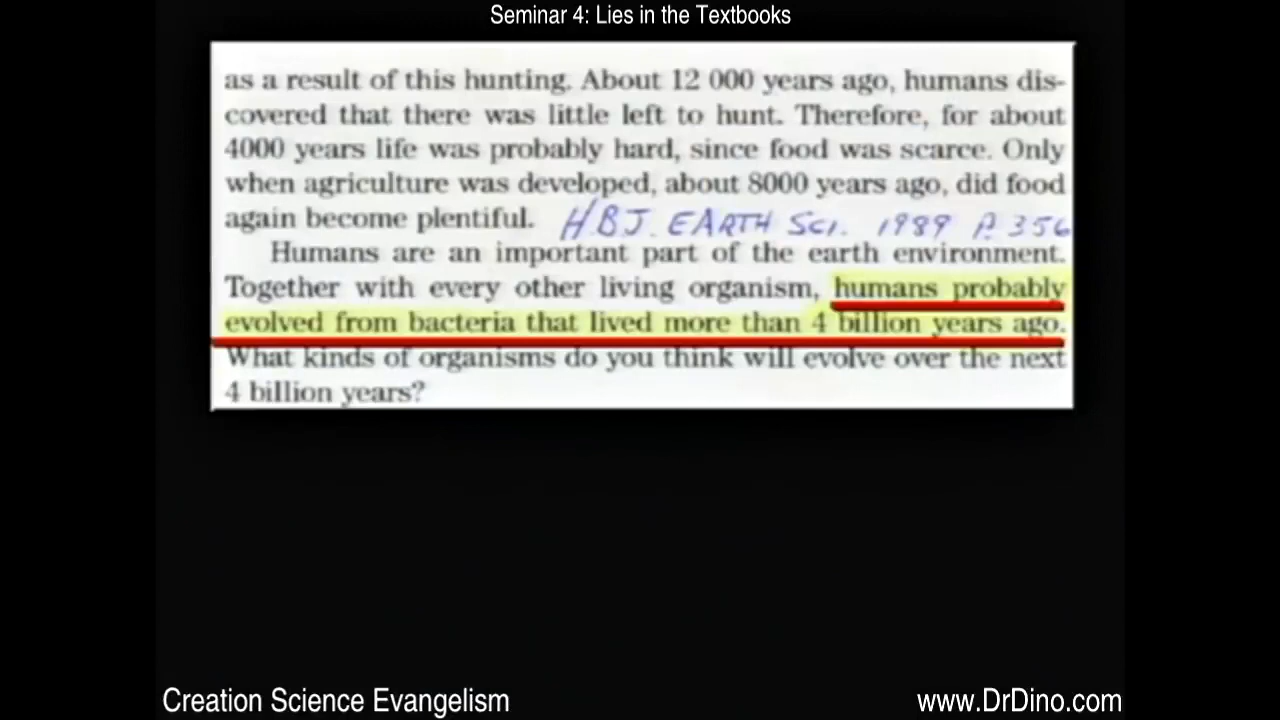 Seminar 4: Lies in the Textbooks
as a result of this hunting. About 12 000 years ago, humans dis-
covered that there was little left to hunt. Therefore, for about
4000 years life was probably hard, since food was scarce. Only
when agriculture was developed, about 8000 years ago, did food
again become plentiful. HBJ. EARTH SCI. 1989 P. 356
Humans are an important part of the earth environment.
Together with every other living organism, humans probably
evolved from bacteria that lived more than 4 billion years ago.
What kinds of organisms do you think will evolve over the next
4 billion years?
Creation Science Evangelism www.DrDino.com